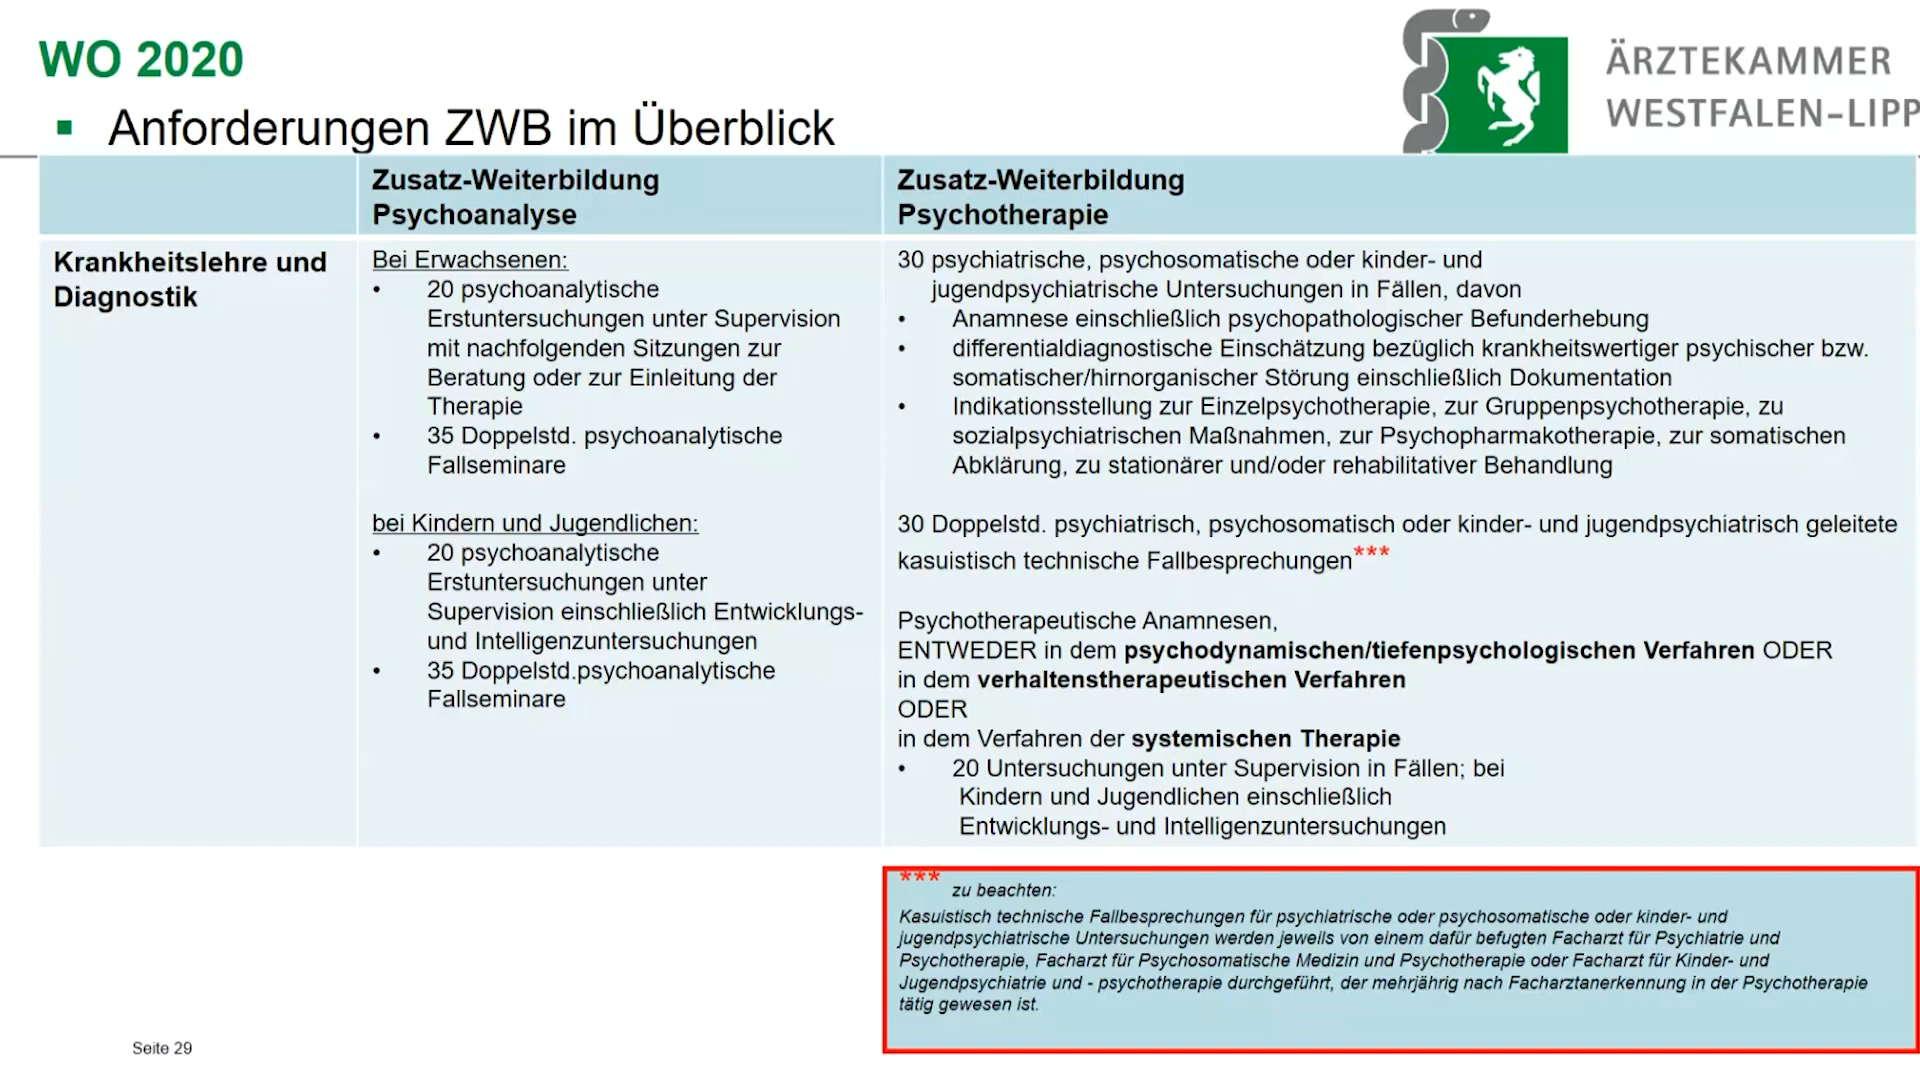 WO 2020
▪ Anforderungen ZWB im Überblick
ÄRZTEKAMMER
WESTFALEN-LIPP
Zusatz-Weiterbildung
Psychoanalyse
Zusatz-Weiterbildung
Psychotherapie
Krankheitslehre und
Diagnostik
Bei Erwachsenen:
• 20 psychoanalytische
Erstuntersuchungen unter Supervision
mit nachfolgenden Sitzungen zur
Beratung oder zur Einleitung der
Therapie
• 35 Doppelstd. psychoanalytische
Fallseminare
bei Kindern und Jugendlichen:
• 20 psychoanalytische
Erstuntersuchungen unter
Supervision einschließlich Entwicklungs-
und Intelligenzuntersuchungen
• 35 Doppelstd.psychoanalytische
Fallseminare
30 psychiatrische, psychosomatische oder kinder- und
jugendpsychiatrische Untersuchungen in Fällen, davon
• Anamnese einschließlich psychopathologischer Befunderhebung
• differentialdiagnostische Einschätzung bezüglich krankheitswertiger psychischer bzw.
somatischer/hirnorganischer Störung einschließlich Dokumentation
• Indikationsstellung zur Einzelpsychotherapie, zur Gruppenpsychotherapie, zu
sozialpsychiatrischen Maßnahmen, zur Psychopharmakotherapie, zur somatischen
Abklärung, zu stationärer und/oder rehabilitativer Behandlung
30 Doppelstd. psychiatrisch, psychosomatisch oder kinder- und jugendpsychiatrisch geleitete
kasuistisch technische Fallbesprechungen***
Psychotherapeutische Anamnesen,
ENTWEDER in dem psychodynamischen/tiefenpsychologischen Verfahren ODER
in dem verhaltenstherapeutischen Verfahren
ODER
in dem Verfahren der systemischen Therapie
• 20 Untersuchungen unter Supervision in Fällen; bei
Kindern und Jugendlichen einschließlich
Entwicklungs- und Intelligenzuntersuchungen
*** zu beachten:
Kasuistisch technische Fallbesprechungen für psychiatrische oder psychosomatische oder kinder- und
jugendpsychiatrische Untersuchungen werden jeweils von einem dafür befugten Facharzt für Psychiatrie und
Psychotherapie, Facharzt für Psychosomatische Medizin und Psychotherapie oder Facharzt für Kinder- und
Jugendpsychiatrie und - psychotherapie durchgeführt, der mehrjährig nach Facharztanerkennung in der Psychotherapie
tätig gewesen ist.
Seite 29